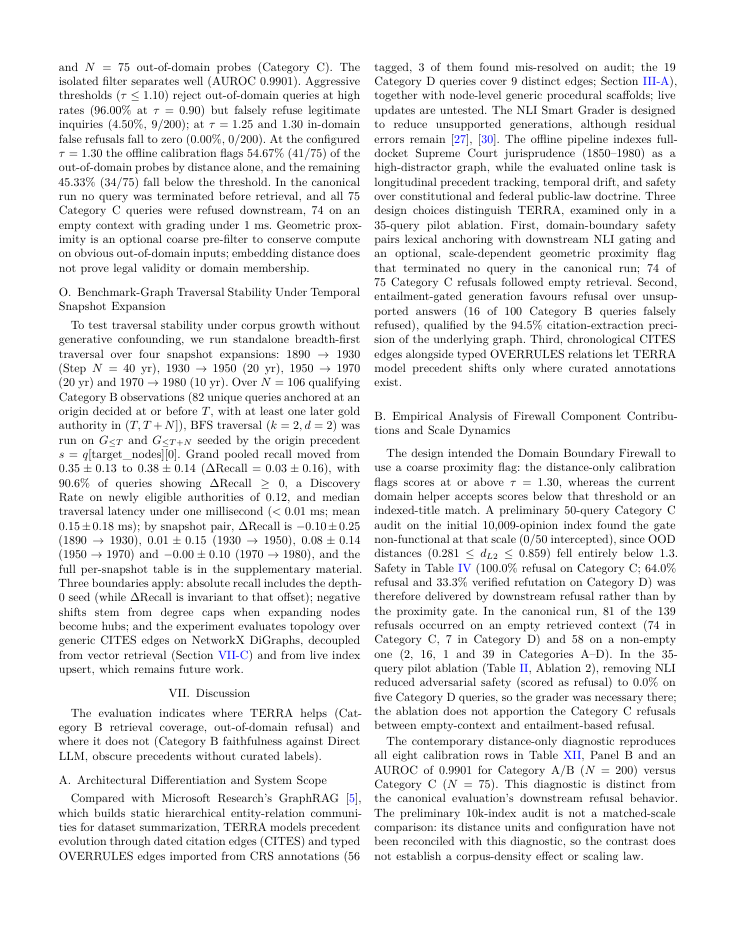 and N = 75 out-of-domain probes (Category C). The
isolated filter separates well (AUROC 0.9901). Aggressive
thresholds (τ ≤ 1.10) reject out-of-domain queries at high
rates (96.00% at τ = 0.90) but falsely refuse legitimate
inquiries (4.50%, 9/200); at τ = 1.25 and 1.30 in-domain
false refusals fall to zero (0.00%, 0/200). At the configured
τ = 1.30 the offline calibration flags 54.67% (41/75) of the
out-of-domain probes by distance alone, and the remaining
45.33% (34/75) fall below the threshold. In the canonical
run no query was terminated before retrieval, and all 75
Category C queries were refused downstream, 74 on an
empty context with grading under 1 ms. Geometric prox-
imity is an optional coarse pre-filter to conserve compute
on obvious out-of-domain inputs; embedding distance does
not prove legal validity or domain membership.
O. Benchmark-Graph Traversal Stability Under Temporal
Snapshot Expansion
To test traversal stability under corpus growth without
generative confounding, we run standalone breadth-first
traversal over four snapshot expansions: 1890 → 1930
(Step N = 40 yr), 1930 → 1950 (20 yr), 1950 → 1970
(20 yr) and 1970 → 1980 (10 yr). Over N = 106 qualifying
Category B observations (82 unique queries anchored at an
origin decided at or before T, with at least one later gold
authority in (T, T + N]), BFS traversal (k = 2, d = 2) was
run on G≤T and G≤T+N seeded by the origin precedent
s = q[target_nodes][0]. Grand pooled recall moved from
0.35 ± 0.13 to 0.38 ± 0.14 (ΔRecall = 0.03 ± 0.16), with
90.6% of queries showing ΔRecall ≥ 0, a Discovery
Rate on newly eligible authorities of 0.12, and median
traversal latency under one millisecond (< 0.01 ms; mean
0.15 ± 0.18 ms); by snapshot pair, ΔRecall is −0.10 ± 0.25
(1890 → 1930), 0.01 ± 0.15 (1930 → 1950), 0.08 ± 0.14
(1950 → 1970) and −0.00 ± 0.10 (1970 → 1980), and the
full per-snapshot table is in the supplementary material.
Three boundaries apply: absolute recall includes the depth-
0 seed (while ΔRecall is invariant to that offset); negative
shifts stem from degree caps when expanding nodes
become hubs; and the experiment evaluates topology over
generic CITES edges on NetworkX DiGraphs, decoupled
from vector retrieval (Section VII-C) and from live index
upsert, which remains future work.
VII. Discussion
The evaluation indicates where TERRA helps (Cat-
egory B retrieval coverage, out-of-domain refusal) and
where it does not (Category B faithfulness against Direct
LLM, obscure precedents without curated labels).
A. Architectural Differentiation and System Scope
Compared with Microsoft Research's GraphRAG [5],
which builds static hierarchical entity-relation communi-
ties for dataset summarization, TERRA models precedent
evolution through dated citation edges (CITES) and typed
OVERRULES edges imported from CRS annotations (56
tagged, 3 of them found mis-resolved on audit; the 19
Category D queries cover 9 distinct edges; Section III-A),
together with node-level generic procedural scaffolds; live
updates are untested. The NLI Smart Grader is designed
to reduce unsupported generations, although residual
errors remain [27], [30]. The offline pipeline indexes full-
docket Supreme Court jurisprudence (1850–1980) as a
high-distractor graph, while the evaluated online task is
longitudinal precedent tracking, temporal drift, and safety
over constitutional and federal public-law doctrine. Three
design choices distinguish TERRA, examined only in a
35-query pilot ablation. First, domain-boundary safety
pairs lexical anchoring with downstream NLI gating and
an optional, scale-dependent geometric proximity flag
that terminated no query in the canonical run; 74 of
75 Category C refusals followed empty retrieval. Second,
entailment-gated generation favours refusal over unsup-
ported answers (16 of 100 Category B queries falsely
refused), qualified by the 94.5% citation-extraction preci-
sion of the underlying graph. Third, chronological CITES
edges alongside typed OVERRULES relations let TERRA
model precedent shifts only where curated annotations
exist.
B. Empirical Analysis of Firewall Component Contribu-
tions and Scale Dynamics
The design intended the Domain Boundary Firewall to
use a coarse proximity flag: the distance-only calibration
flags scores at or above τ = 1.30, whereas the current
domain helper accepts scores below that threshold or an
indexed-title match. A preliminary 50-query Category C
audit on the initial 10,009-opinion index found the gate
non-functional at that scale (0/50 intercepted), since OOD
distances (0.281 ≤ dL2 ≤ 0.859) fell entirely below 1.3.
Safety in Table IV (100.0% refusal on Category C; 64.0%
refusal and 33.3% verified refutation on Category D) was
therefore delivered by downstream refusal rather than by
the proximity gate. In the canonical run, 81 of the 139
refusals occurred on an empty retrieved context (74 in
Category C, 7 in Category D) and 58 on a non-empty
one (2, 16, 1 and 39 in Categories A–D). In the 35-
query pilot ablation (Table II, Ablation 2), removing NLI
reduced adversarial safety (scored as refusal) to 0.0% on
five Category D queries, so the grader was necessary there;
the ablation does not apportion the Category C refusals
between empty-context and entailment-based refusal.
The contemporary distance-only diagnostic reproduces
all eight calibration rows in Table XII, Panel B and an
AUROC of 0.9901 for Category A/B (N = 200) versus
Category C (N = 75). This diagnostic is distinct from
the canonical evaluation's downstream refusal behavior.
The preliminary 10k-index audit is not a matched-scale
comparison: its distance units and configuration have not
been reconciled with this diagnostic, so the contrast does
not establish a corpus-density effect or scaling law.